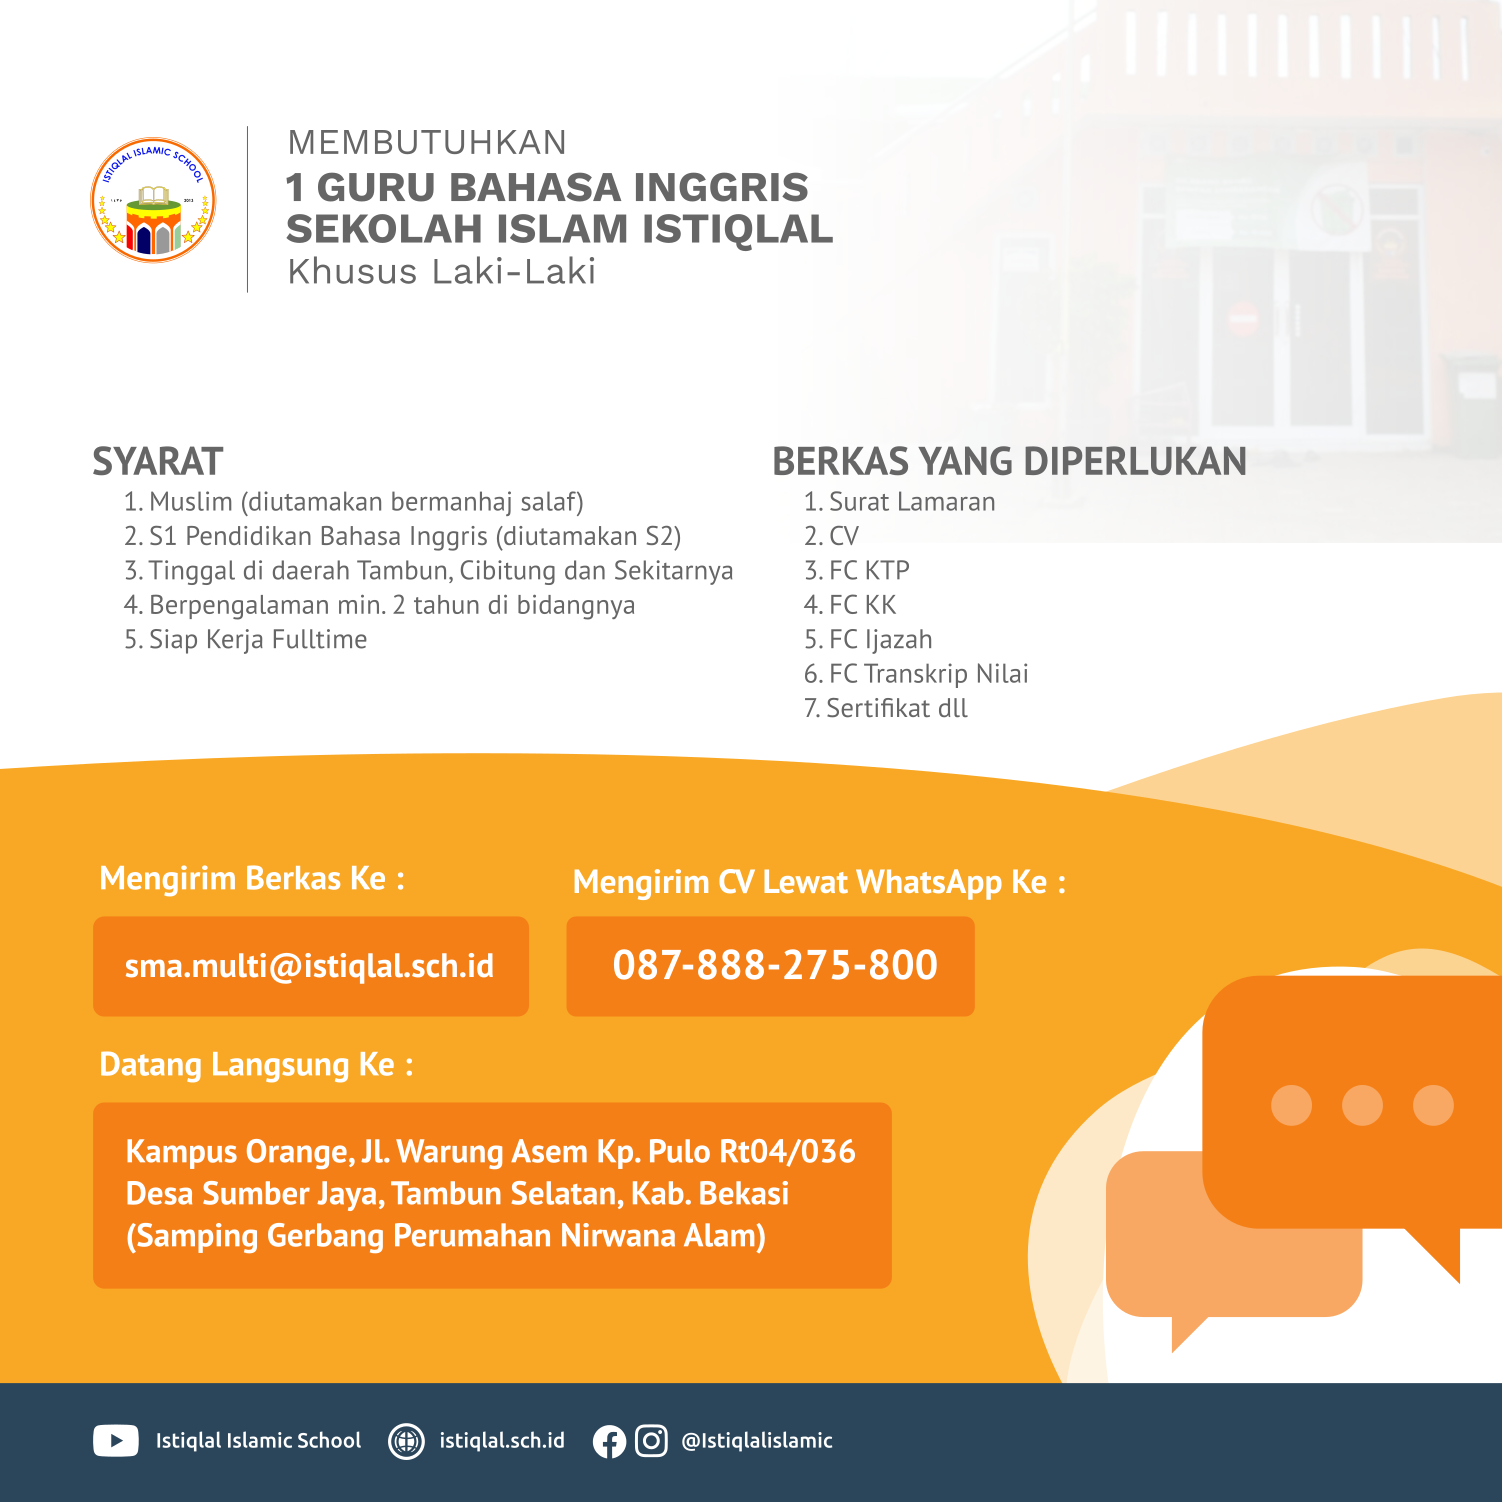 ISTIQLAL ISLAMIC SCHOOL
2013
MEMBUTUHKAN
1 GURU BAHASA INGGRIS
SEKOLAH ISLAM ISTIQLAL
Khusus Laki-Laki
SYARAT
1. Muslim (diutamakan bermanhaj salaf)
2. S1 Pendidikan Bahasa Inggris (diutamakan S2)
3. Tinggal di daerah Tambun, Cibitung dan Sekitarnya
4. Berpengalaman min. 2 tahun di bidangnya
5. Siap Kerja Fulltime
BERKAS YANG DIPERLUKAN
1. Surat Lamaran
2. CV
3. FC KTP
4. FC KK
5. FC Ijazah
6. FC Transkrip Nilai
7. Sertifikat dll
Mengirim Berkas Ke :
sma.multi@istiqlal.sch.id
Mengirim CV Lewat WhatsApp Ke :
087-888-275-800
Datang Langsung Ke :
Kampus Orange, Jl. Warung Asem Kp. Pulo Rt04/036
Desa Sumber Jaya, Tambun Selatan, Kab. Bekasi
(Samping Gerbang Perumahan Nirwana Alam)
Istiqlal Islamic School
istiqlal.sch.id
@Istiqlalislamic